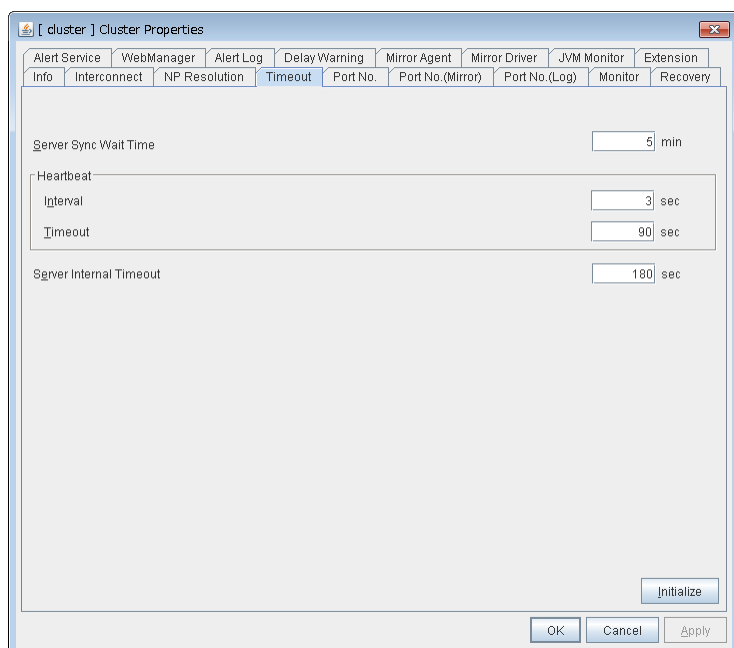 [ cluster ] Cluster Properties
Alert Service WebManager Alert Log Delay Warning Mirror Agent Mirror Driver JVM Monitor Extension
Info Interconnect NP Resolution Timeout Port No. Port No.(Mirror) Port No.(Log) Monitor Recovery
Server Sync Wait Time 5 min
Heartbeat
Interval 3 sec
Timeout 90 sec
Server Internal Timeout 180 sec
Initialize
OK Cancel Apply